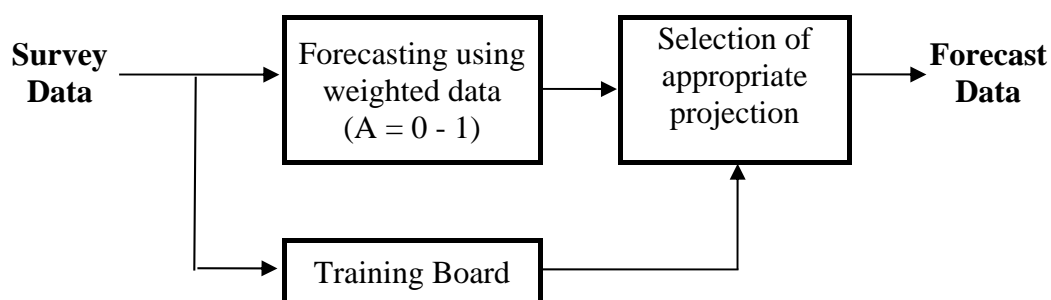 Survey
Data
Forecasting using
weighted data
(A = 0 - 1)
Selection of
appropriate
projection
Forecast
Data
Training Board